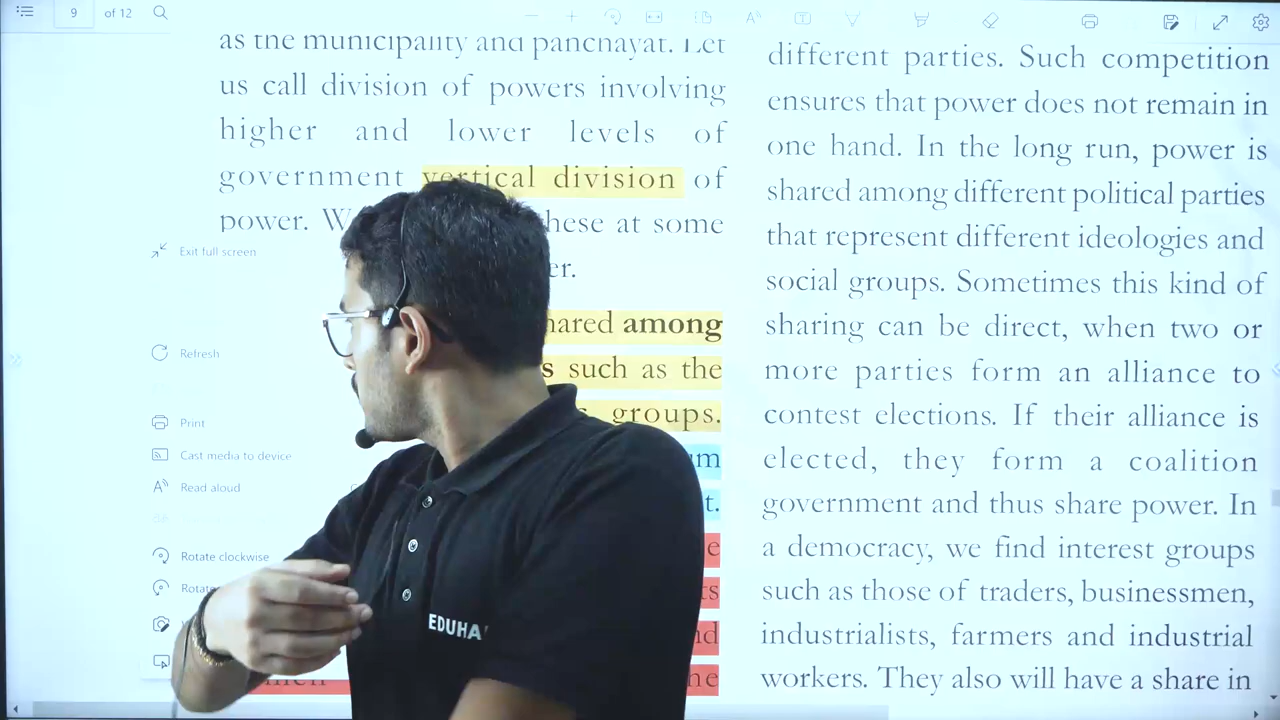 9 of 12
as the municipality and panchayat. Let
us call division of powers involving
higher and lower levels of
government vertical division of
power. at some
er.
among
such as the
groups.
Exit full screen
Refresh
Print
Cast media to device
Read aloud
Rotate clockwise
EDUHA
different parties. Such competition
ensures that power does not remain in
one hand. In the long run, power is
shared among different political parties
that represent different ideologies and
social groups. Sometimes this kind of
sharing can be direct, when two or
more parties form an alliance to
contest elections. If their alliance is
elected, they form a coalition
government and thus share power. In
a democracy, we find interest groups
such as those of traders, businessmen,
industrialists, farmers and industrial
workers. They also will have a share in